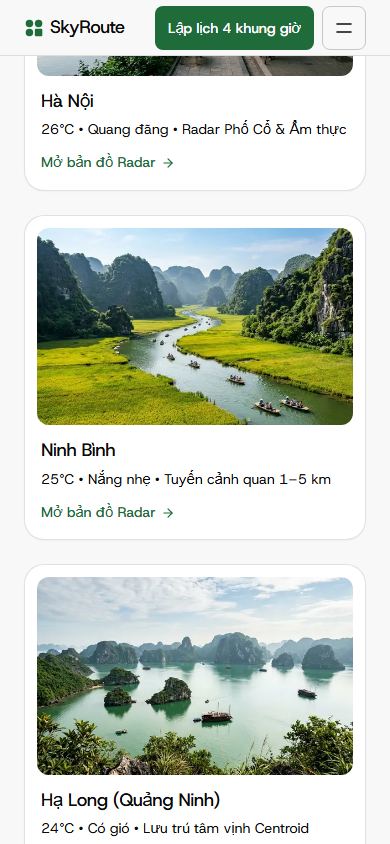 SkyRoute
Lập lịch 4 khung giờ
Hà Nội
26°C • Quang đãng • Radar Phố Cổ & Ẩm thực
Mở bản đồ Radar →
Ninh Bình
25°C • Nắng nhẹ • Tuyến cảnh quan 1–5 km
Mở bản đồ Radar →
Hạ Long (Quảng Ninh)
24°C • Có gió • Lưu trú tâm vịnh Centroid